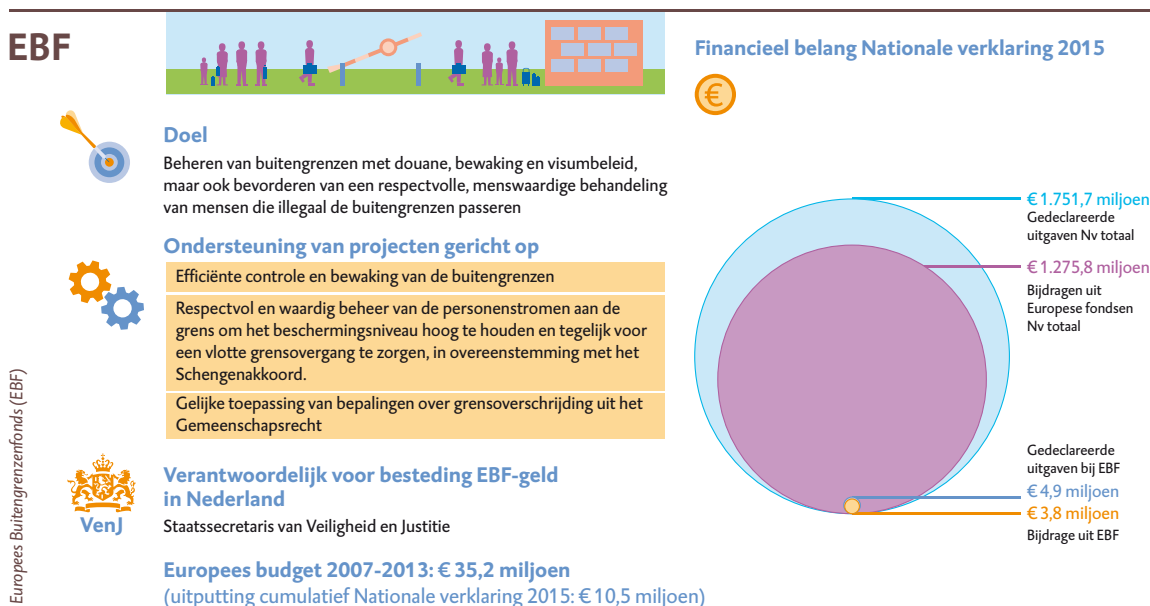 EBF
Financieel belang Nationale verklaring 2015
€
Doel
Beheren van buitengrenzen met douane, bewaking en visumbeleid,
maar ook bevorderen van een respectvolle, menswaardige behandeling
van mensen die illegaal de buitengrenzen passeren
Ondersteuning van projecten gericht op
Efficiënte controle en bewaking van de buitengrenzen
Respectvol en waardig beheer van de personenstromen aan de
grens om het beschermingsniveau hoog te houden en tegelijk voor
een vlotte grensovergang te zorgen, in overeenstemming met het
Schengenakkoord.
Gelijke toepassing van bepalingen over grensoverschrijding uit het
Gemeenschapsrecht
VenJ
Verantwoordelijk voor besteding EBF-geld
in Nederland
Staatssecretaris van Veiligheid en Justitie
Europees budget 2007-2013: € 35,2 miljoen
(uitputting cumulatief Nationale verklaring 2015: € 10,5 miljoen)
€ 1.751,7 miljoen
Gedeclareerde
uitgaven Nv totaal
€ 1.275,8 miljoen
Bijdragen uit
Europese fondsen
Nv totaal
Gedeclareerde
uitgaven bij EBF
€ 4,9 miljoen
€ 3,8 miljoen
Bijdrage uit EBF
Europees Buitengrenzenfonds (EBF)